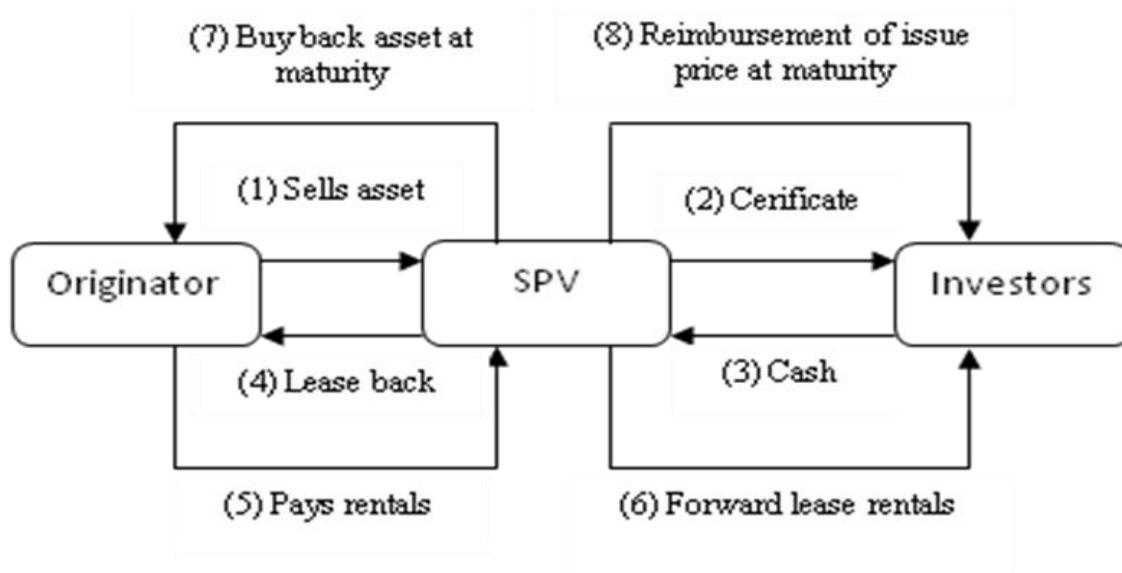 (7) Buy back asset at
maturity
(8) Reimbursement of issue
price at maturity
(1) Sells asset
(2) Cerificate
Originator
SPV
Investors
(4) Lease back
(3) Cash
(5) Pays rentals
(6) Forward lease rentals